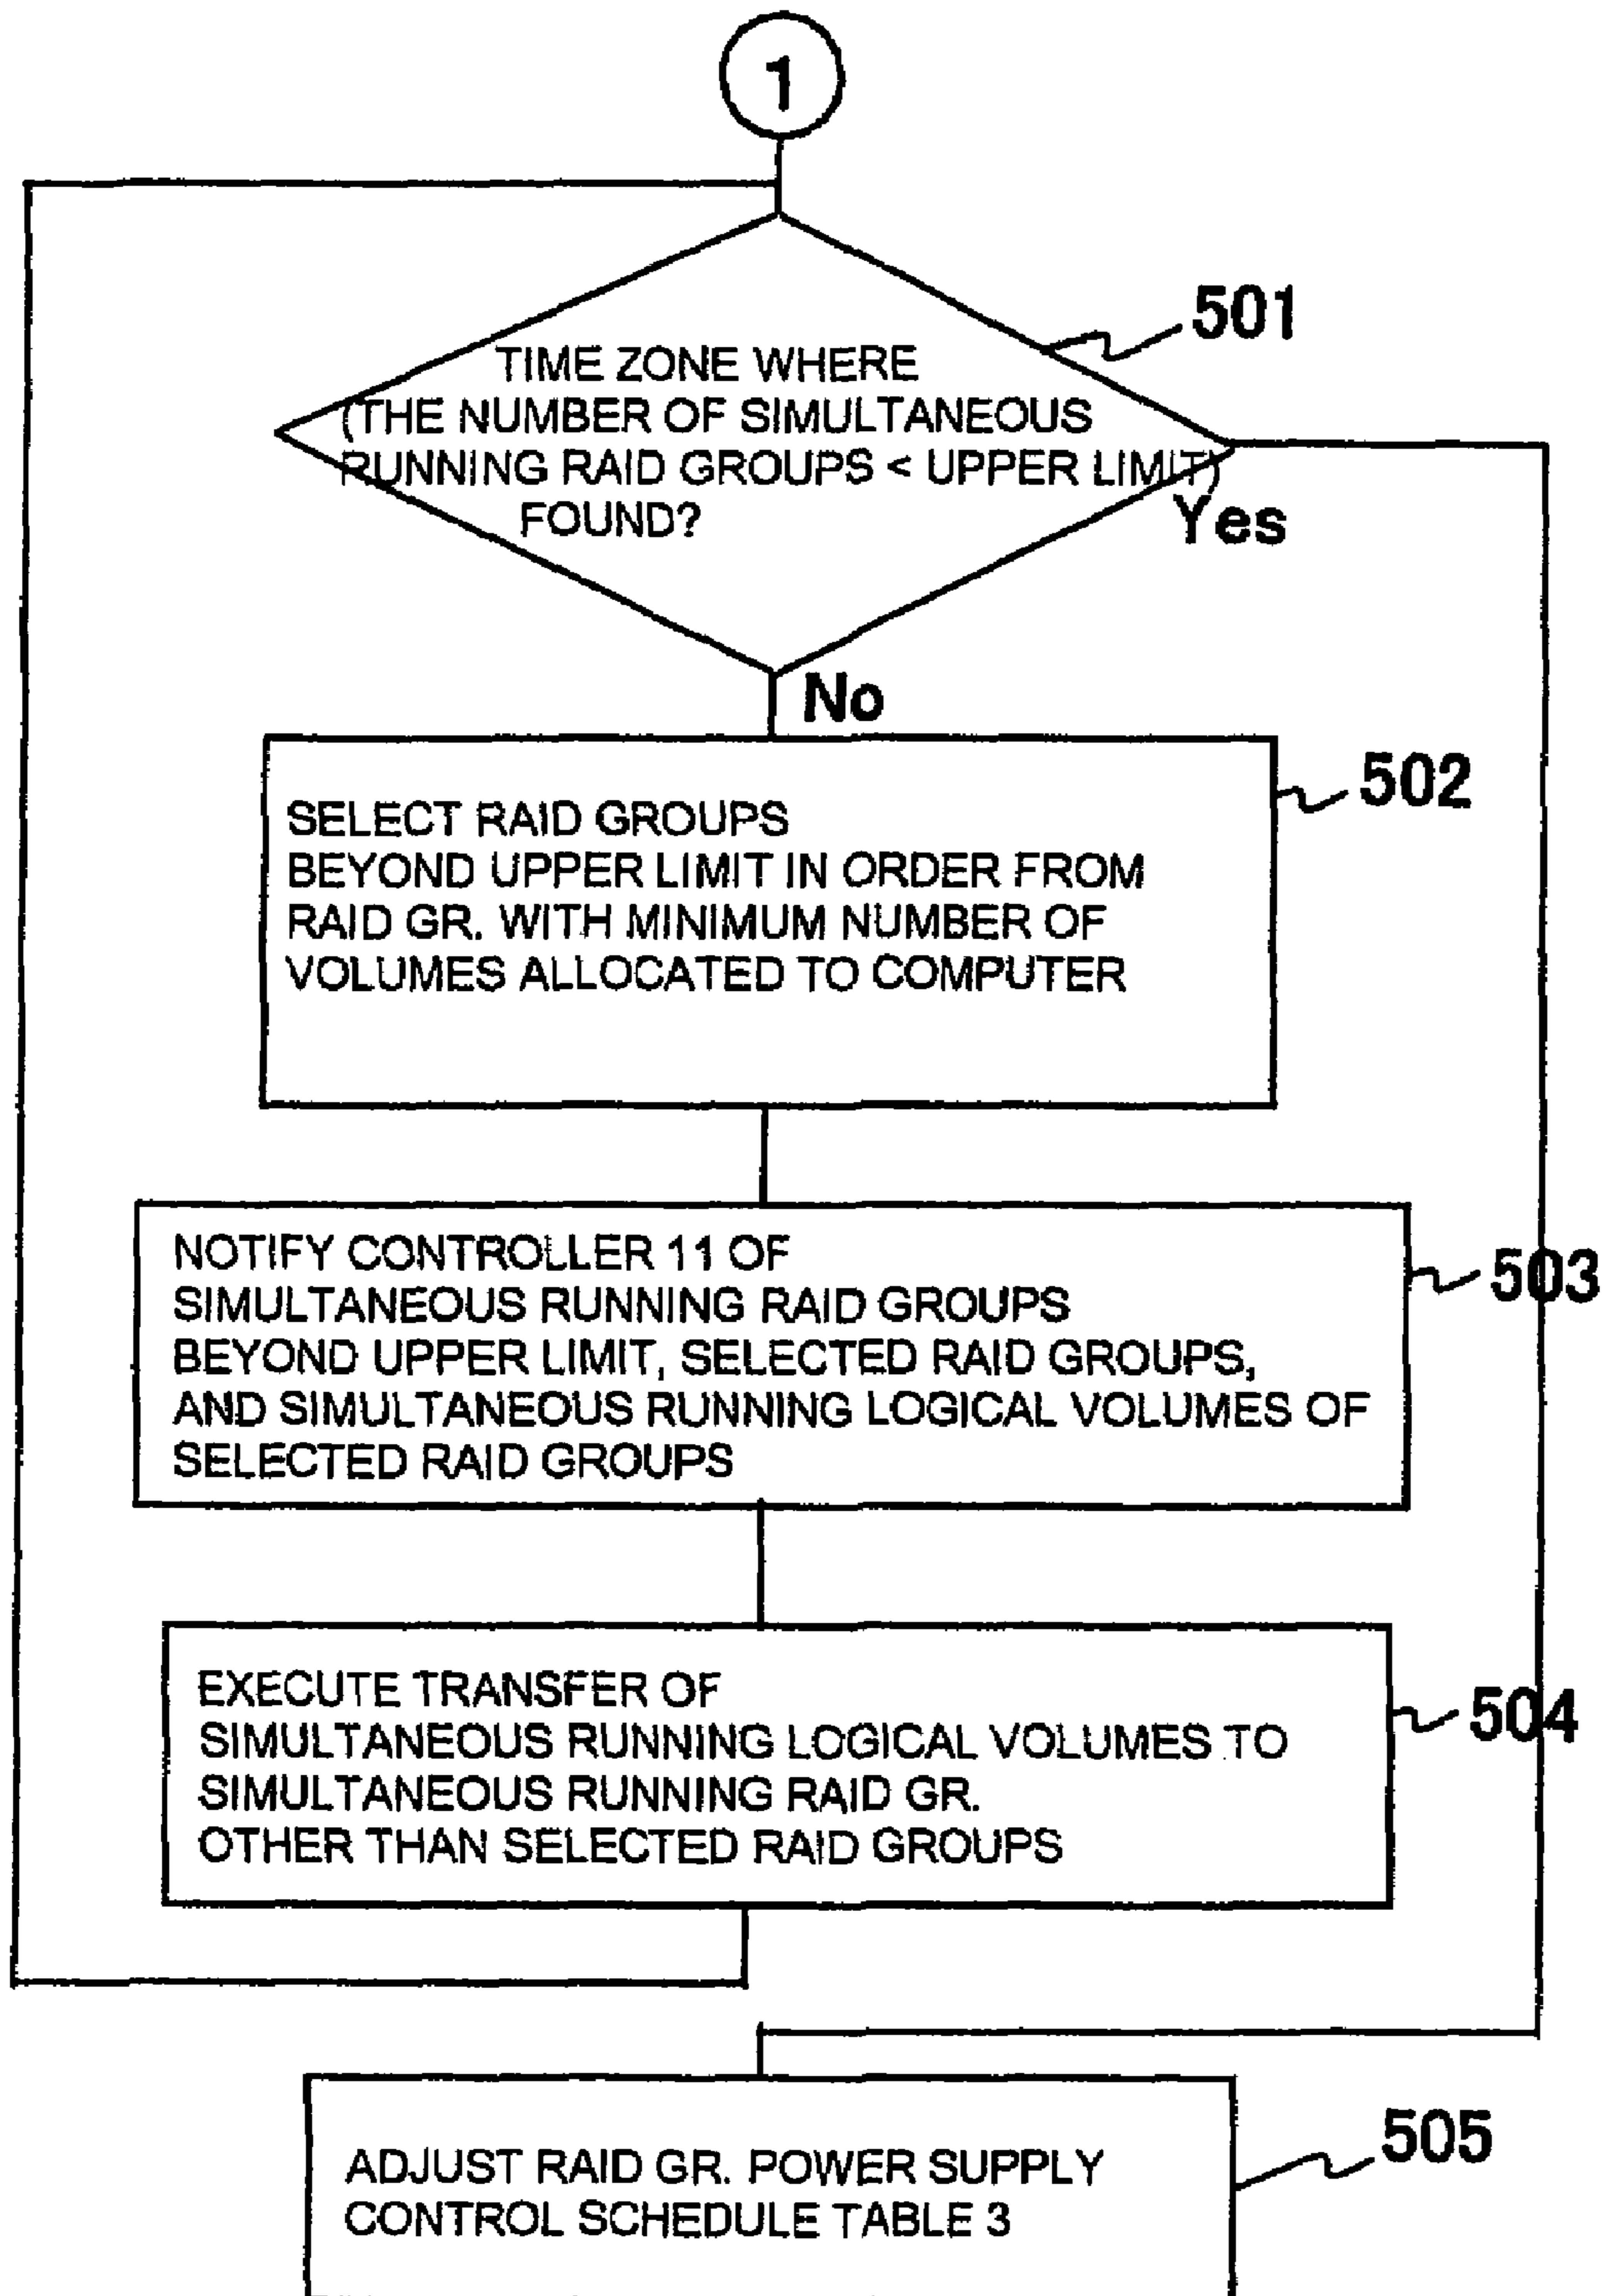 1
501
TIME ZONE WHERE
(THE NUMBER OF SIMULTANEOUS
RUNNING RAID GROUPS < UPPER LIMIT)
FOUND?
Yes
No
502
SELECT RAID GROUPS
BEYOND UPPER LIMIT IN ORDER FROM
RAID GR. WITH MINIMUM NUMBER OF
VOLUMES ALLOCATED TO COMPUTER
503
NOTIFY CONTROLLER 11 OF
SIMULTANEOUS RUNNING RAID GROUPS
BEYOND UPPER LIMIT, SELECTED RAID GROUPS,
AND SIMULTANEOUS RUNNING LOGICAL VOLUMES OF
SELECTED RAID GROUPS
504
EXECUTE TRANSFER OF
SIMULTANEOUS RUNNING LOGICAL VOLUMES TO
SIMULTANEOUS RUNNING RAID GR.
OTHER THAN SELECTED RAID GROUPS
505
ADJUST RAID GR. POWER SUPPLY
CONTROL SCHEDULE TABLE 3